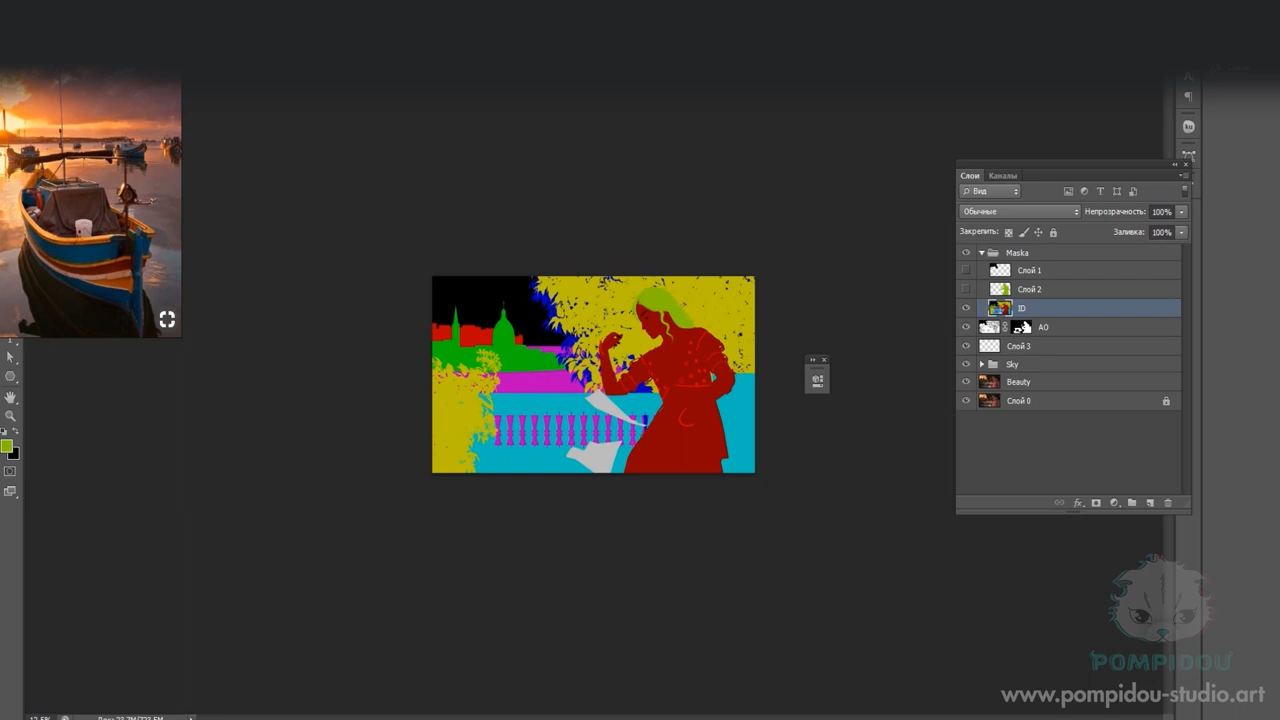 Слои Каналы
Вид
Обычные Непрозрачность: 100%
Закрепить: Заливка: 100%
Maska
Слой 1
Слой 2
ID
AO
Слой 3
Sky
Beauty
Слой 0
POMPIDOU
www.pompidou-studio.art